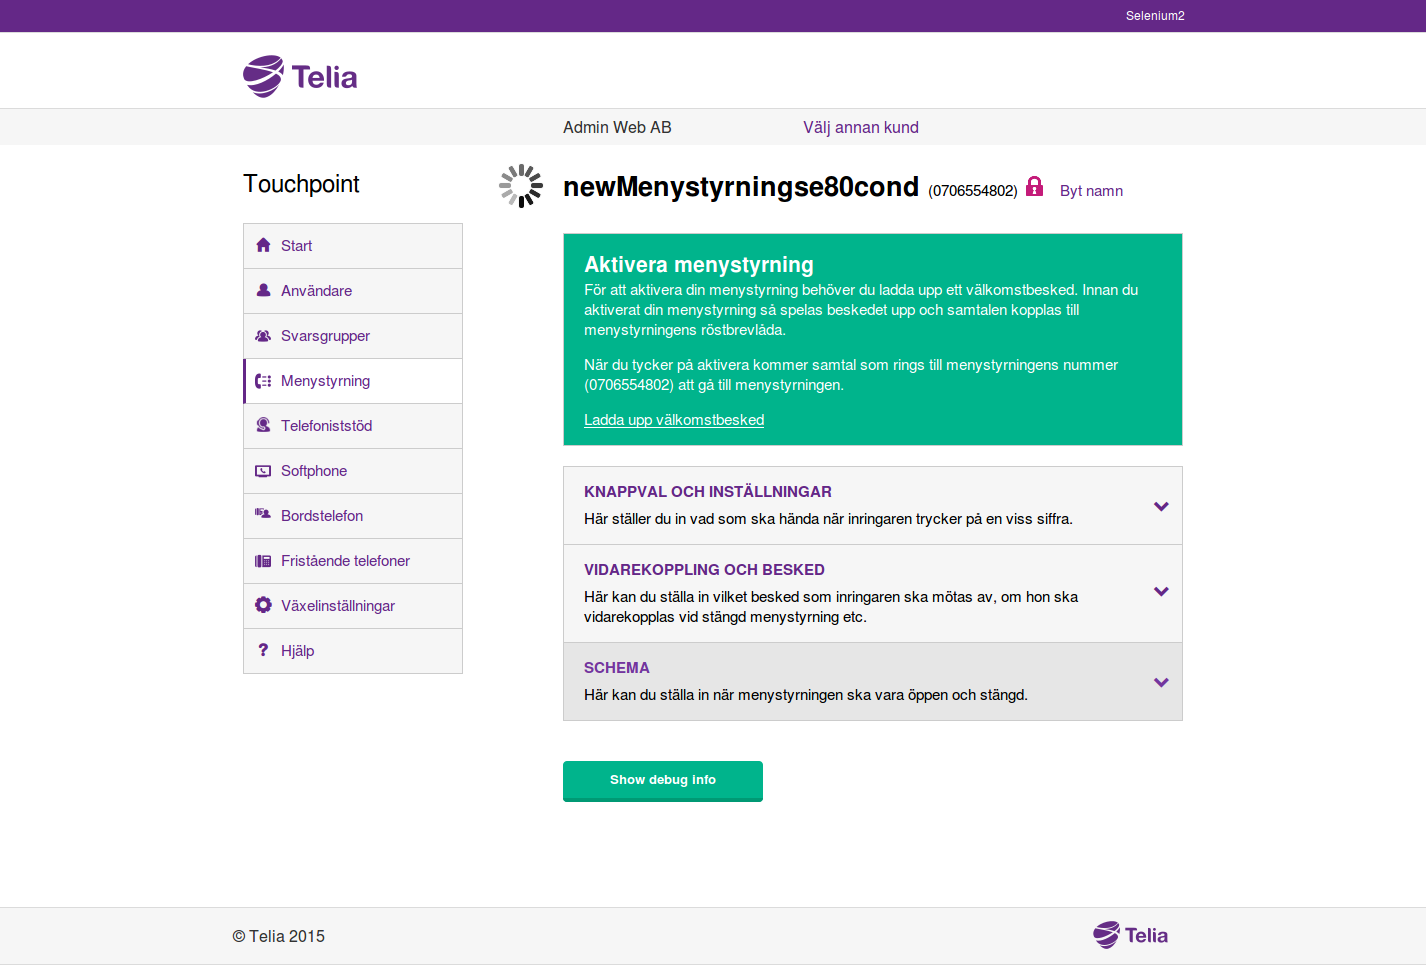 Selenium2
Telia
Admin Web AB
Välj annan kund
Touchpoint
newMenystyrningse80cond (0706554802) Byt namn
Start
Användare
Svarsgrupper
Menystyrning
Telefoniststöd
Softphone
Bordstelefon
Fristående telefoner
Växelinställningar
? Hjälp
Aktivera menystyrning
För att aktivera din menystyrning behöver du ladda upp ett välkomstbesked. Innan du
aktiverat din menystyrning så spelas beskedet upp och samtalen kopplas till
menystyrningens röstbrevlåda.
När du tycker på aktivera kommer samtal som rings till menystyrningens nummer
(0706554802) att gå till menystyrningen.
Ladda upp välkomstbesked
KNAPPVAL OCH INSTÄLLNINGAR
Här ställer du in vad som ska hända när inringaren trycker på en viss siffra.
VIDAREKOPPLING OCH BESKED
Här kan du ställa in vilket besked som inringaren ska mötas av, om hon ska
vidarekopplas vid stängd menystyrning etc.
SCHEMA
Här kan du ställa in när menystyrningen ska vara öppen och stängd.
Show debug info
© Telia 2015
Telia